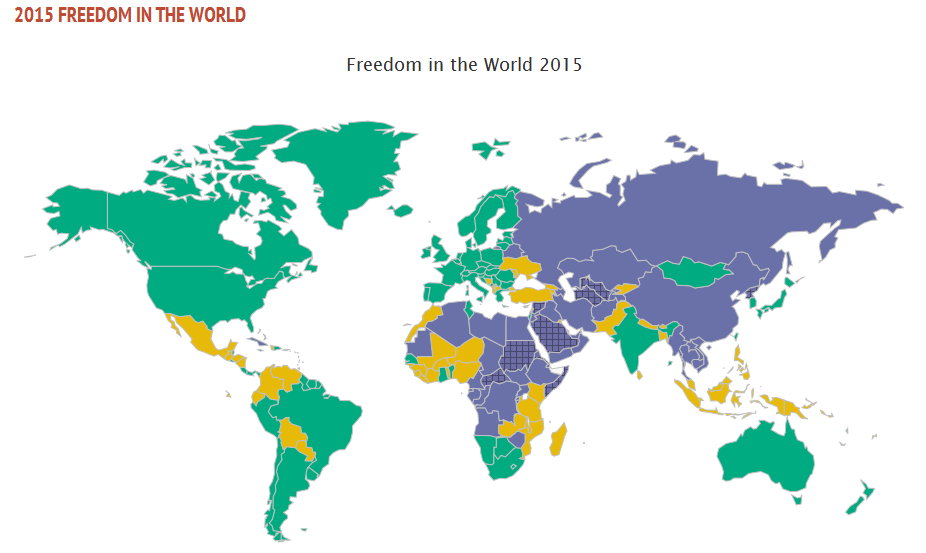 2015 FREEDOM IN THE WORLD
Freedom in the World 2015